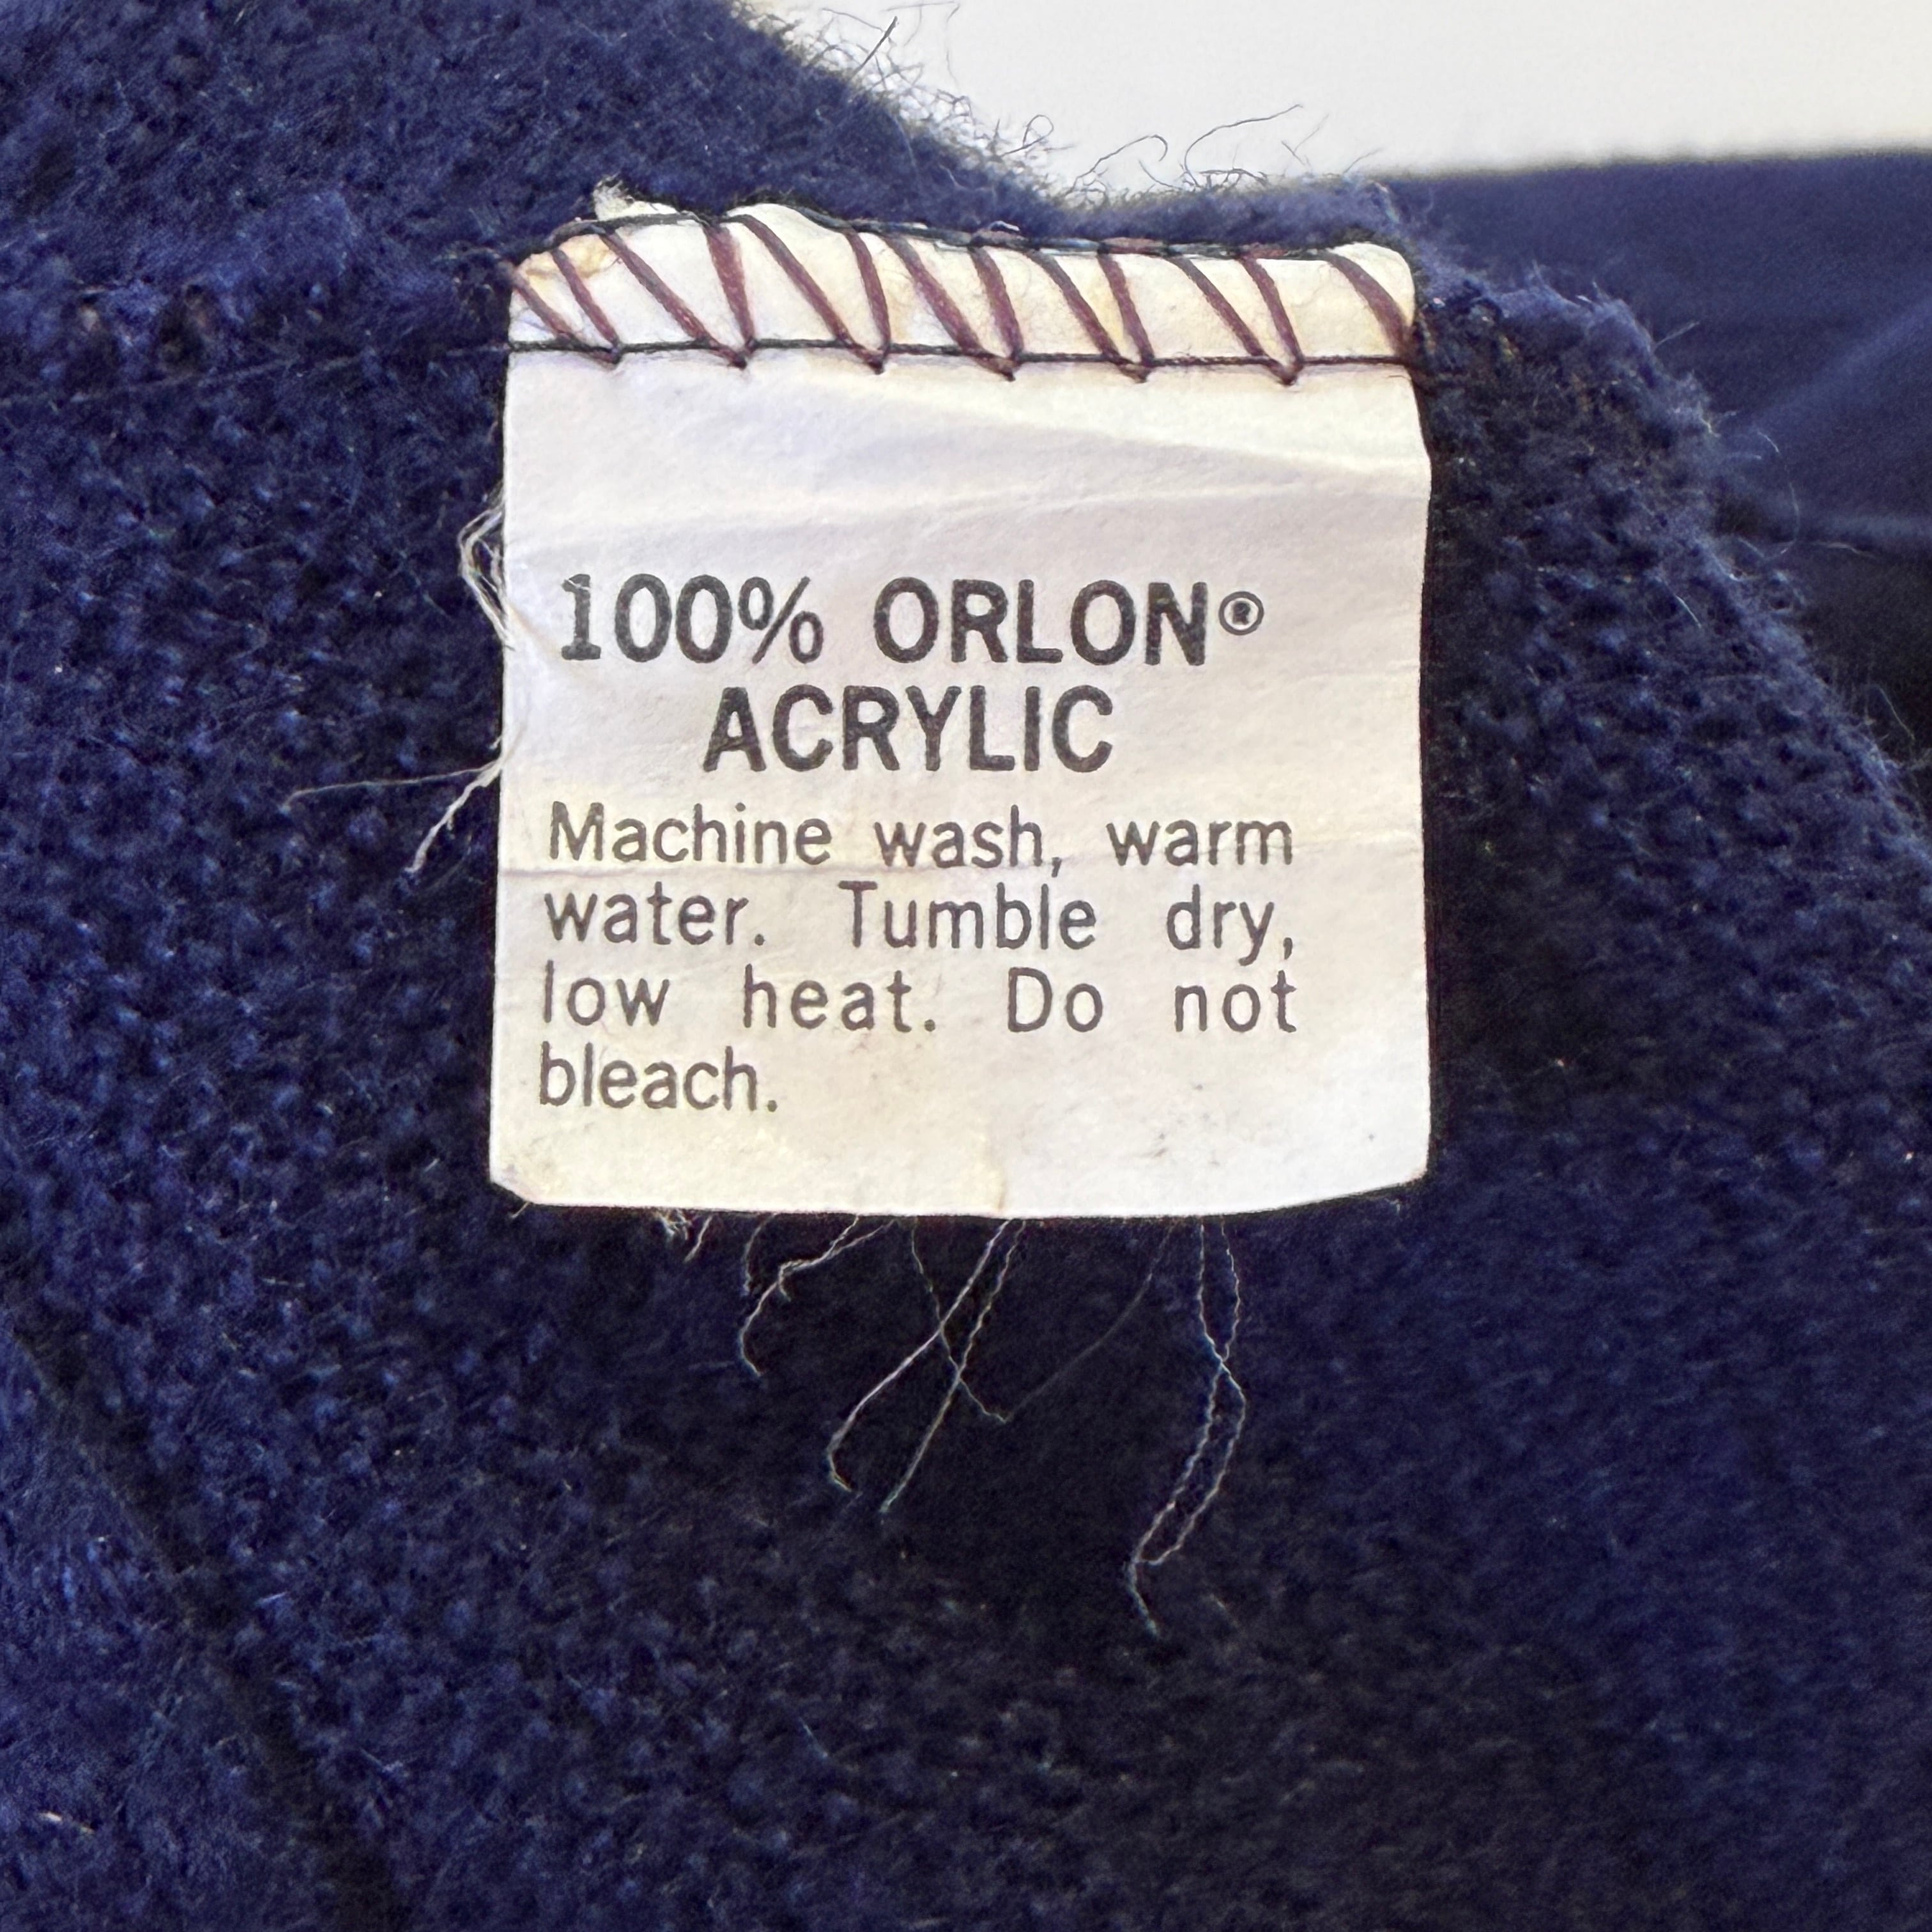 100% ORLON®
ACRYLIC
Machine wash, warm
water. Tumble dry,
low heat. Do not
bleach.